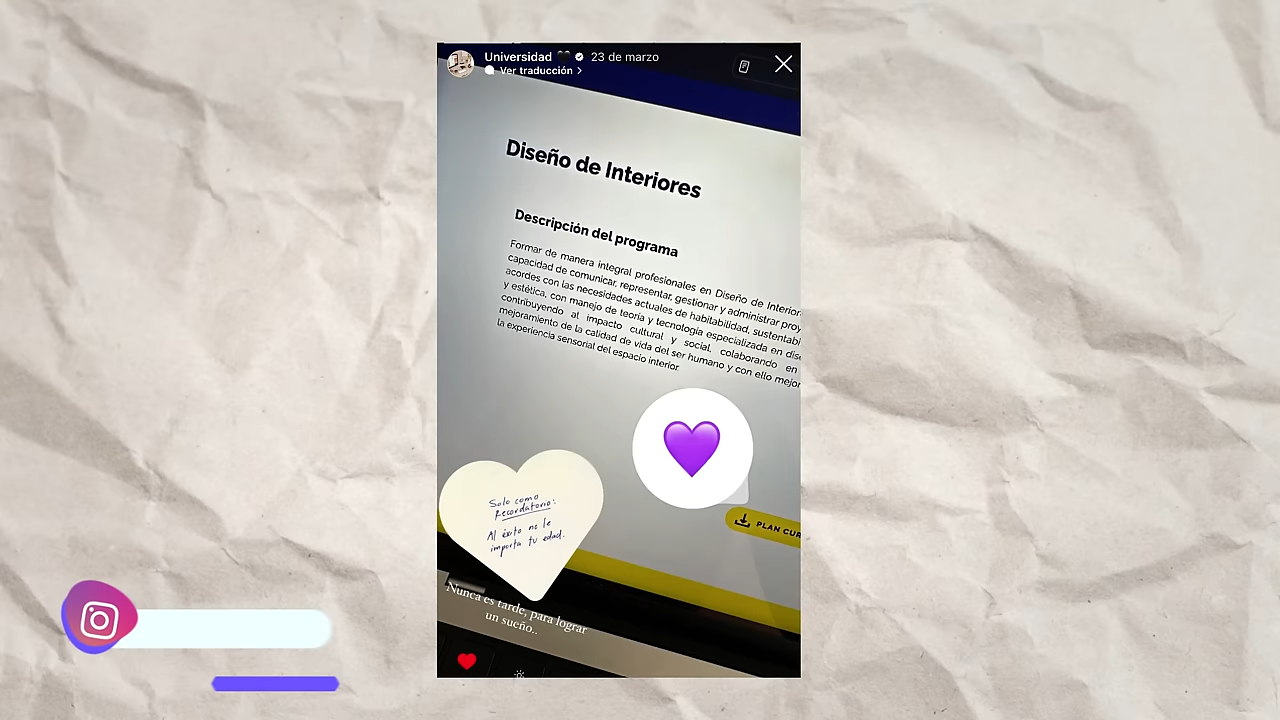 Universidad 🖤 23 de marzo
Ver traducción
Diseño de Interiores
Descripción del programa
Formar de manera integral profesionales en Diseño de Interior
capacidad de comunicar, representar, gestionar y administrar proy
acordes con las necesidades actuales de habitabilidad, sustentabi
y estética, con manejo de teoría y tecnología especializada en dis
contribuyendo al impacto cultural y social, colaborando en
mejoramiento de la calidad de vida del ser humano y con ello mejor
la experiencia sensorial del espacio interior.
Solo como
Recordatorio:
Al éxito no le
importa tu edad.
PLAN CUR
Nunca es tarde, para lograr
un sueño..